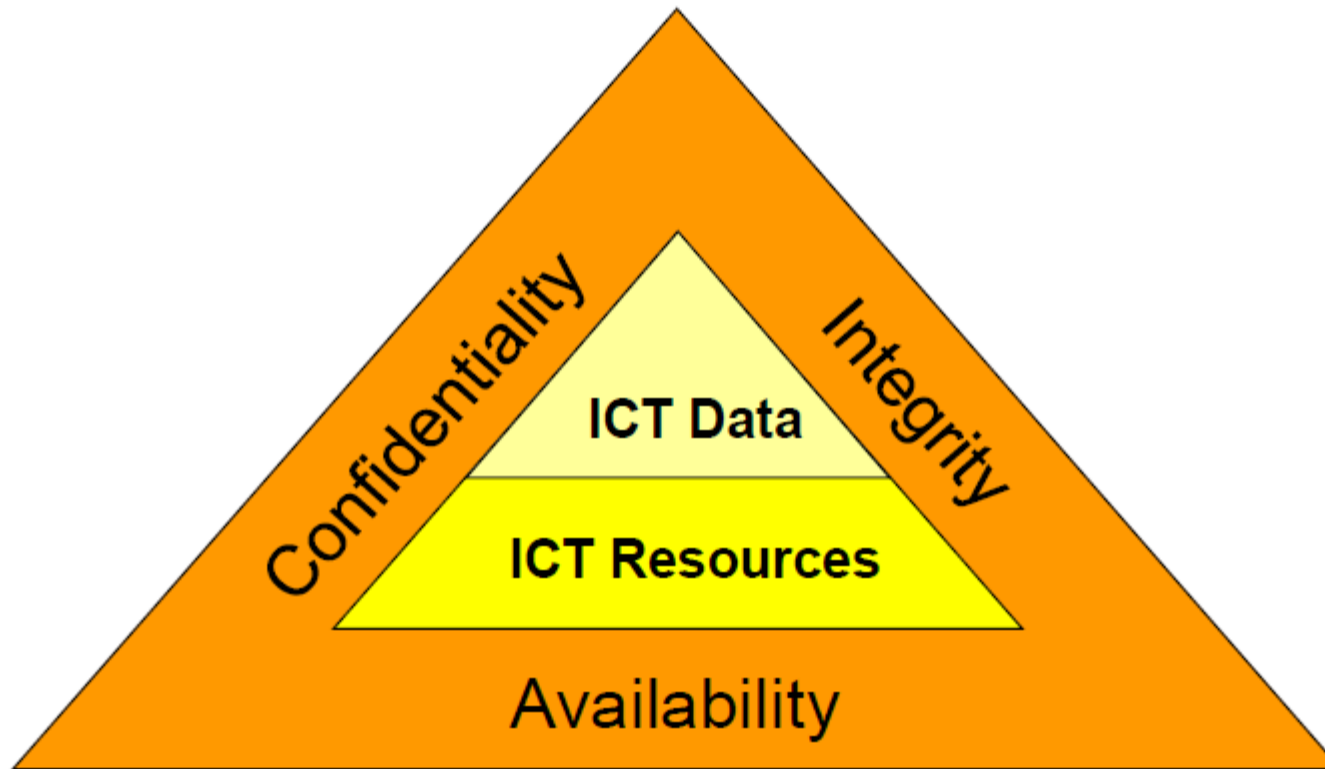 Confidentiality
Integrity
ICT Data
ICT Resources
Availability